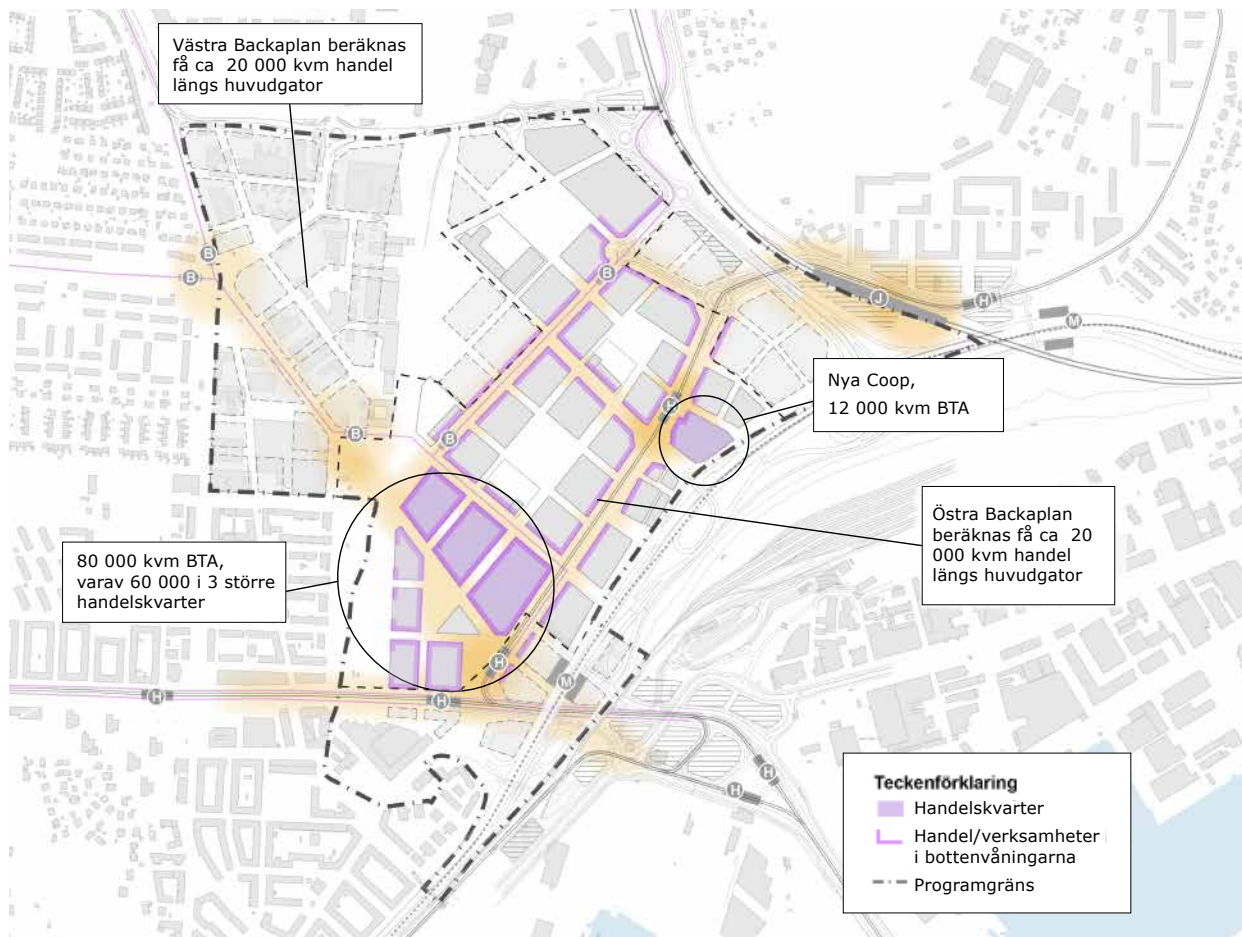 Västra Backaplan beräknas
få ca 20 000 kvm handel
längs huvudgator
B
B
B
J
H
M
Nya Coop,
12 000 kvm BTA
H
B
B
Östra Backaplan
beräknas få ca 20
000 kvm handel
längs huvudgator
80 000 kvm BTA,
varav 60 000 i 3 större
handelskvarter
H
M
H
H
H
H
Teckenförklaring
Handelskvarter
Handel/verksamheter
i bottenvåningarna
Programgräns